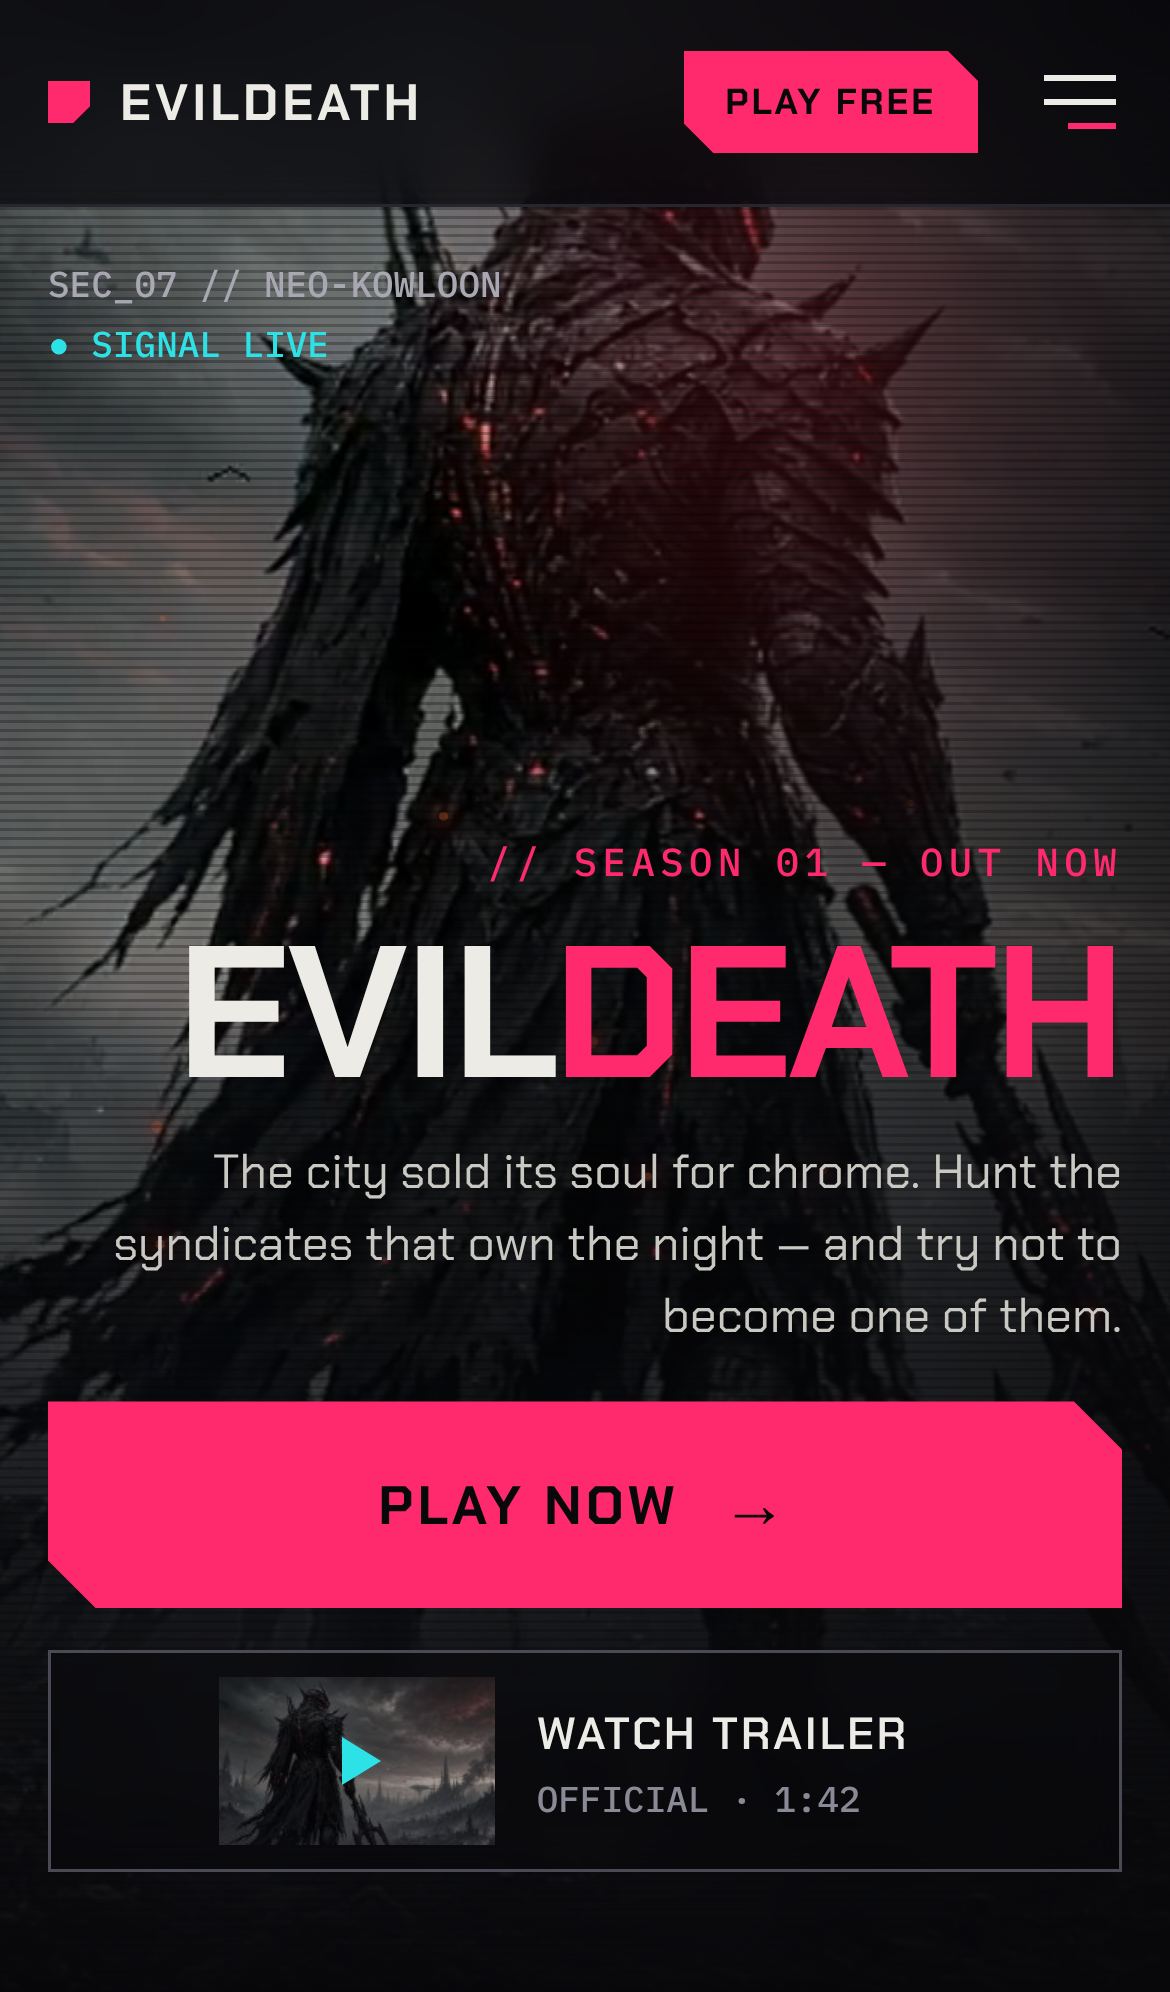 EVILDEATH
PLAY FREE
SEC_07 // NEO-KOWLOON
● SIGNAL LIVE
// SEASON 01 — OUT NOW
EVILDEATH
The city sold its soul for chrome. Hunt the
syndicates that own the night — and try not to
become one of them.
PLAY NOW →
WATCH TRAILER
OFFICIAL · 1:42